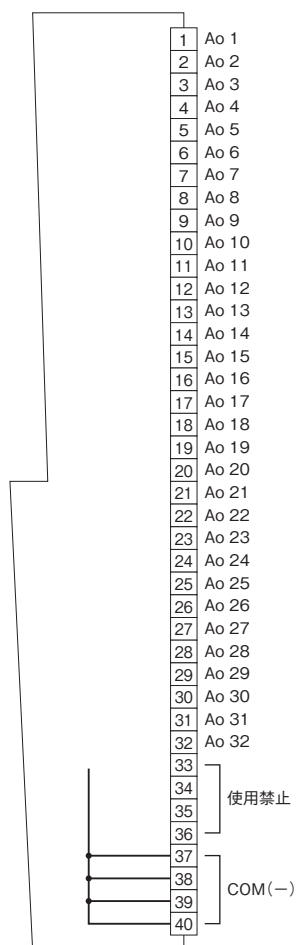 1 Ao 1
2 Ao 2
3 Ao 3
4 Ao 4
5 Ao 5
6 Ao 6
7 Ao 7
8 Ao 8
9 Ao 9
10 Ao 10
11 Ao 11
12 Ao 12
13 Ao 13
14 Ao 14
15 Ao 15
16 Ao 16
17 Ao 17
18 Ao 18
19 Ao 19
20 Ao 20
21 Ao 21
22 Ao 22
23 Ao 23
24 Ao 24
25 Ao 25
26 Ao 26
27 Ao 27
28 Ao 28
29 Ao 29
30 Ao 30
31 Ao 31
32 Ao 32
33
34
使用禁止
35
36
37
38
COM(−)
39
40